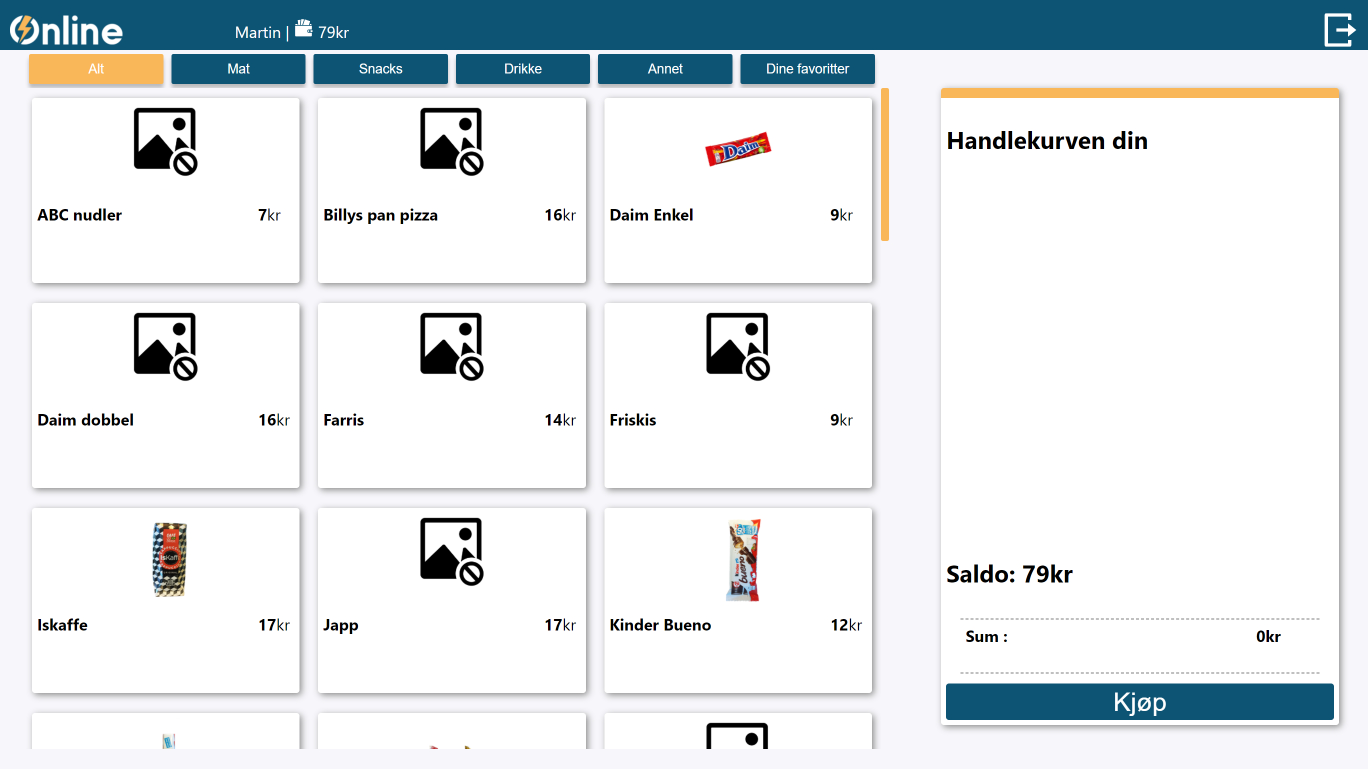 Online
Martin | 79kr
Alt Mat Snacks Drikke Annet Dine favoritter
Daim
ABC nudler 7kr
Billys pan pizza 16kr
Daim Enkel 9kr
Daim dobbel 16kr
Farris 14kr
Friskis 9kr
bueno
Iskaffe 17kr
Japp 17kr
Kinder Bueno 12kr
Handlekurven din
Saldo: 79kr
Sum : 0kr
Kjøp